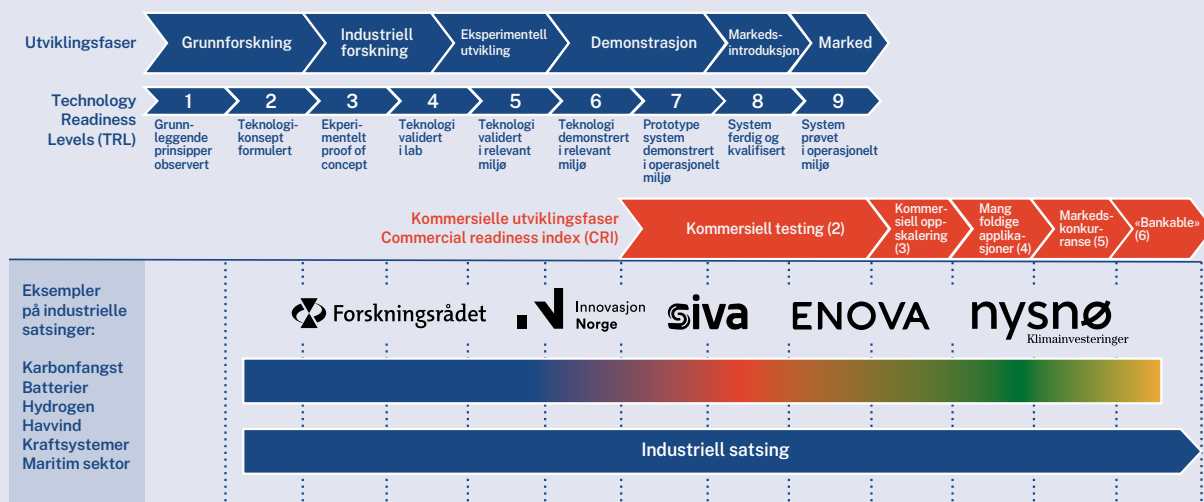 Utviklingsfaser
Grunnforskning
Industriell
forskning
Eksperimentell
utvikling
Demonstrasjon
Markeds-
introduksjon
Marked
Technology
Readiness
Levels (TRL)
1
2
3
4
5
6
7
8
9
Grunn-
leggende
prinsipper
observert
Teknologi-
konsept
formulert
Ekperi-
mentelt
proof of
concept
Teknologi
validert
i lab
Teknologi
validert
i relevant
miljø
Teknologi
demonstrert
i relevant
miljø
Prototype
system
demonstrert
i operasjonelt
miljø
System
ferdig og
kvalifisert
System
prøvet
i operasjonelt
miljø
Kommersielle utviklingsfaser
Commercial readiness index (CRI)
Kommersiell testing (2)
Kommer-
siell opp-
skalering
(3)
Mang
foldige
applika-
sjoner (4)
Markeds-
konkur-
ranse (5)
«Bankable»
(6)
Eksempler
på industrielle
satsinger:
Forskningsrådet
Innovasjon
Norge
siva
ENOVA
nysnø
Klimainvesteringer
Karbonfangst
Batterier
Hydrogen
Havvind
Kraftsystemer
Maritim sektor
Industriell satsing